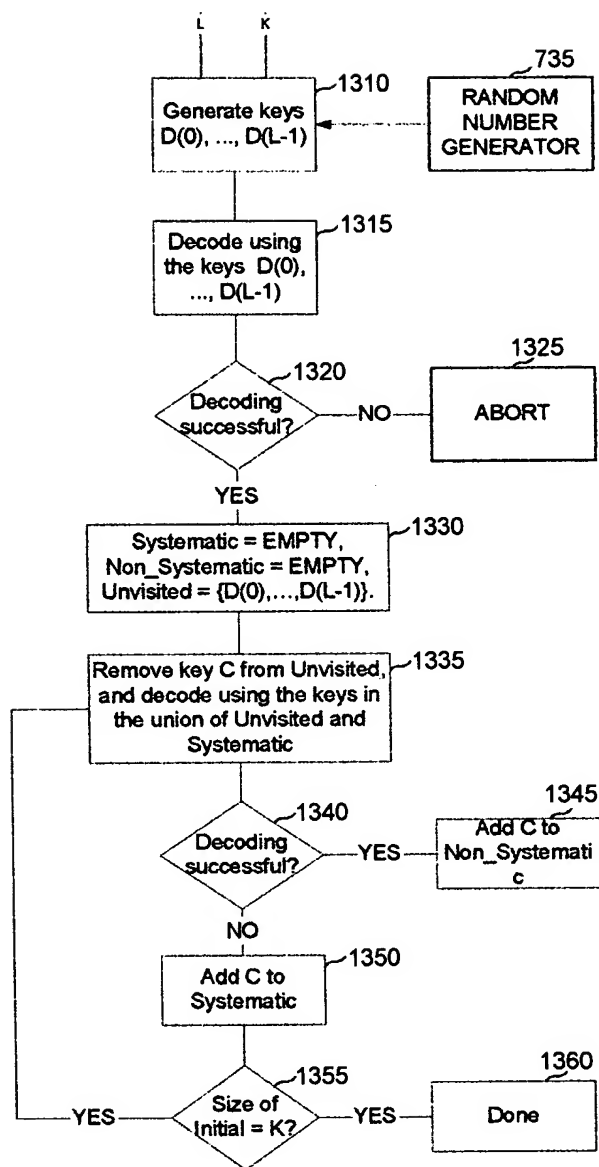 L
K
1310
735
Generate keys
D(0), ..., D(L-1)
RANDOM
NUMBER
GENERATOR
1315
Decode using
the keys D(0),
..., D(L-1)
1320
1325
Decoding
successful?
NO
ABORT
YES
1330
Systematic = EMPTY,
Non_Systematic = EMPTY,
Unvisited = {D(0),...,D(L-1)}.
1335
Remove key C from Unvisited,
and decode using the keys in
the union of Unvisited and
Systematic
1340
1345
Decoding
successful?
YES
Add C to
Non_Systemati
c
NO
1350
Add C to
Systematic
1355
1360
YES
Size of
Initial = K?
YES
Done